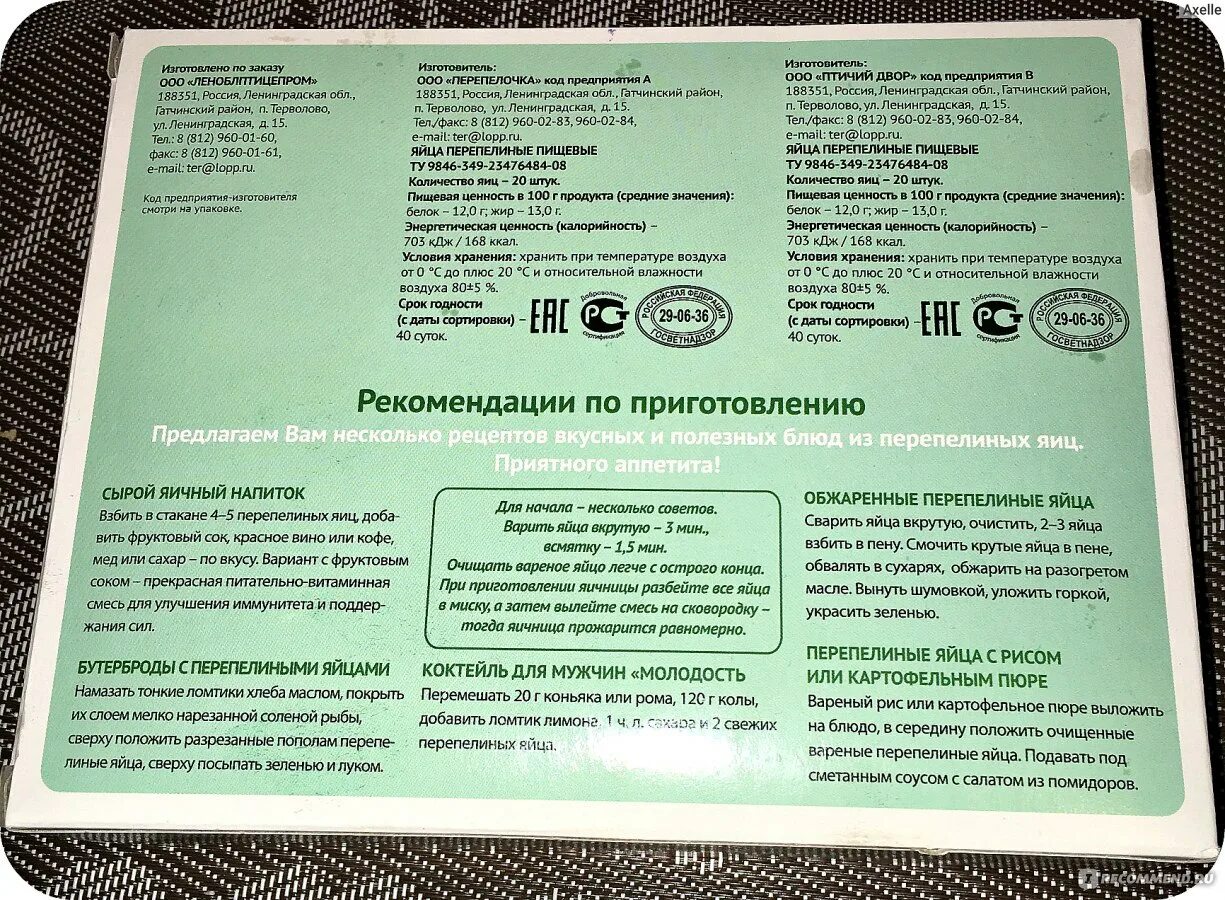 Axelle
Изготовлено по заказу
ООО «ЛЕНОБЛПТИЦЕПРОМ»
188351, Россия, Ленинградская обл.,
Гатчинский район, п. Терволово,
ул. Ленинградская, д. 15.
Тел.: 8 (812) 960-01-60,
факс: 8 (812) 960-01-61,
e-mail: ter@lopp.ru.
Код предприятия-изготовителя
смотри на упаковке.
Изготовитель:
ООО «ПЕРЕПЕЛОЧКА» код предприятия А
188351, Россия, Ленинградская обл., Гатчинский район,
п. Терволово, ул. Ленинградская, д. 15.
Тел./факс: 8 (812) 960-02-83, 960-02-84,
e-mail: ter@lopp.ru.
ЯЙЦА ПЕРЕПЕЛИНЫЕ ПИЩЕВЫЕ
ТУ 9846-349-23476484-08
Количество яиц – 20 штук.
Пищевая ценность в 100 г продукта (средние значения):
белок – 12,0 г; жир – 13,0 г.
Энергетическая ценность (калорийность) –
703 кДж / 168 ккал.
Условия хранения: хранить при температуре воздуха
от 0 °С до плюс 20 °С и относительной влажности
воздуха 80±5 %.
Срок годности
(с даты сортировки) –
40 суток.
ЕАС
Добровольная
РСТ
сертификация
РОССИЙСКАЯ ФЕДЕРАЦИЯ
29-06-36
ГОСВЕТНАДЗОР
Изготовитель:
ООО «ПТИЧИЙ ДВОР» код предприятия В
188351, Россия, Ленинградская обл., Гатчинский район,
п. Терволово, ул. Ленинградская, д. 15.
Тел./факс: 8 (812) 960-02-83, 960-02-84,
e-mail: ter@lopp.ru.
ЯЙЦА ПЕРЕПЕЛИНЫЕ ПИЩЕВЫЕ
ТУ 9846-349-23476484-08
Количество яиц – 20 штук.
Пищевая ценность в 100 г продукта (средние значения):
белок – 12,0 г; жир – 13,0 г.
Энергетическая ценность (калорийность) –
703 кДж / 168 ккал.
Условия хранения: хранить при температуре воздуха
от 0 °С до плюс 20 °С и относительной влажности
воздуха 80±5 %.
Срок годности
(с даты сортировки) –
40 суток.
ЕАС
Добровольная
РСТ
сертификация
РОССИЙСКАЯ ФЕДЕРАЦИЯ
29-06-36
ГОСВЕТНАДЗОР
Рекомендации по приготовлению
Предлагаем Вам несколько рецептов вкусных и полезных блюд из перепелиных яиц.
Приятного аппетита!
СЫРОЙ ЯИЧНЫЙ НАПИТОК
Взбить в стакане 4–5 перепелиных яиц, доба-
вить фруктовый сок, красное вино или кофе,
мед или сахар – по вкусу. Вариант с фруктовым
соком – прекрасная питательно-витаминная
смесь для улучшения иммунитета и поддер-
жания сил.
Для начала – несколько советов.
Варить яйца вкрутую – 3 мин.,
всмятку – 1,5 мин.
Очищать вареное яйцо легче с острого конца.
При приготовлении яичницы разбейте все яйца
в миску, а затем вылейте смесь на сковородку –
тогда яичница прожарится равномерно.
ОБЖАРЕННЫЕ ПЕРЕПЕЛИНЫЕ ЯЙЦА
Сварить яйца вкрутую, очистить, 2–3 яйца
взбить в пену. Смочить крутые яйца в пене,
обвалять в сухарях, обжарить на разогретом
масле. Вынуть шумовкой, уложить горкой,
украсить зеленью.
БУТЕРБРОДЫ С ПЕРЕПЕЛИНЫМИ ЯЙЦАМИ
Намазать тонкие ломтики хлеба маслом, покрыть
их слоем мелко нарезанной соленой рыбы,
сверху положить разрезанные пополам перепе-
линые яйца, сверху посыпать зеленью и луком.
КОКТЕЙЛЬ ДЛЯ МУЖЧИН «МОЛОДОСТЬ
Перемешать 20 г коньяка или рома, 120 г колы,
добавить ломтик лимона, 1 ч. л. сахара и 2 свежих
перепелиных яйца.
ПЕРЕПЕЛИНЫЕ ЯЙЦА С РИСОМ
ИЛИ КАРТОФЕЛЬНЫМ ПЮРЕ
Вареный рис или картофельное пюре выложить
на блюдо, в середину положить очищенные
вареные перепелиные яйца. Подавать под
сметанным соусом с салатом из помидоров.
RECOMMEND.RU